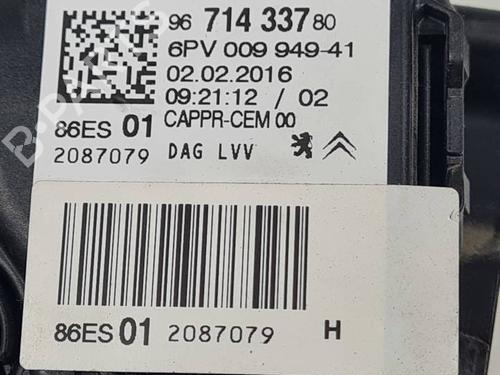 96 714 337 80
6PV 009 949-41
02.02.2016
09:21:12 / 02
86ES 01 CAPPR-CEM 00
2087079 DAG LVV
86ES 01 2087079 H